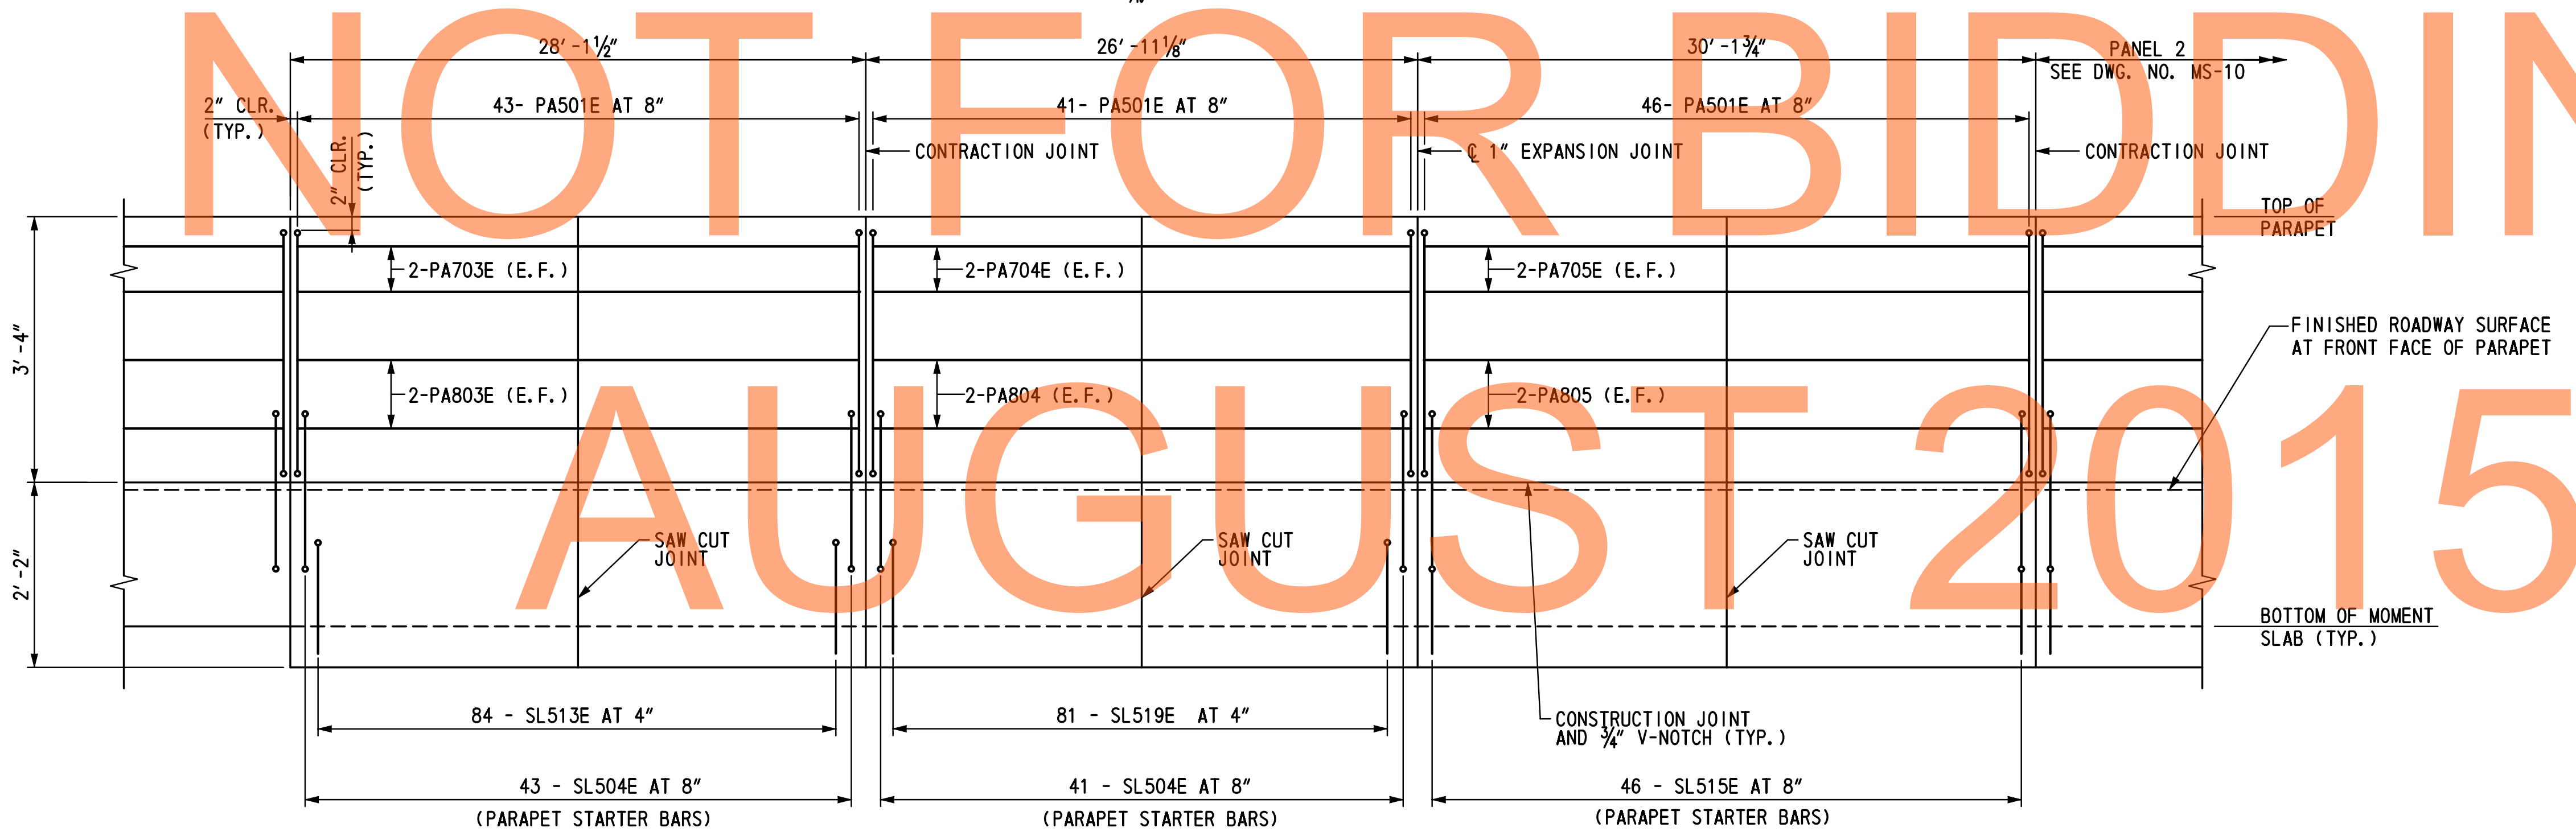 28'-1½" 26'-11⅛" 30'-1¾" PANEL 2
SEE DWG. NO. MS-10
2" CLR.
(TYP.)
43- PA501E AT 8" 41- PA501E AT 8" 46- PA501E AT 8"
2" CLR.
(TYP.)
CONTRACTION JOINT
℄ 1" EXPANSION JOINT
CONTRACTION JOINT
NOT FOR BIDDIN
TOP OF
PARAPET
2-PA703E (E.F.) 2-PA704E (E.F.) 2-PA705E (E.F.)
3'-4"
FINISHED ROADWAY SURFACE
AT FRONT FACE OF PARAPET
2-PA803E (E.F.) 2-PA804 (E.F.) 2-PA805 (E.F.)
AUGUST 2015
SAW CUT
JOINT
SAW CUT
JOINT
SAW CUT
JOINT
2'-2"
BOTTOM OF MOMENT
SLAB (TYP.)
84 - SL513E AT 4" 81 - SL519E AT 4"
CONSTRUCTION JOINT
AND ¾" V-NOTCH (TYP.)
43 - SL504E AT 8" 41 - SL504E AT 8" 46 - SL515E AT 8"
(PARAPET STARTER BARS) (PARAPET STARTER BARS) (PARAPET STARTER BARS)